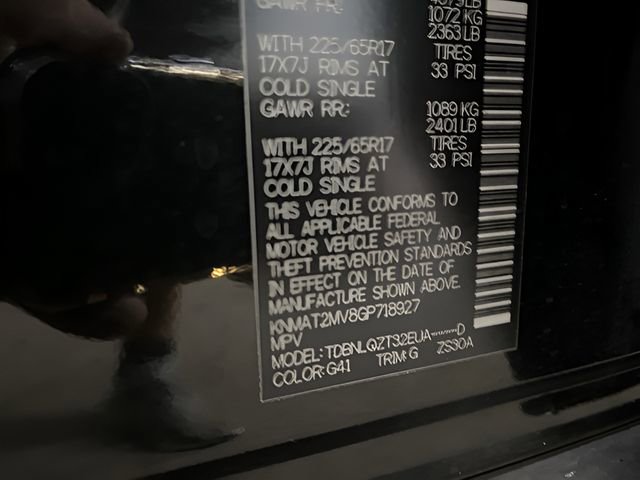 GAWR FR:
1072 KG
2363 LB
WITH 225/65R17 TIRES
17X7J RIMS AT 33 PSI
COLD SINGLE
GAWR RR: 1089 KG
2401 LB
WITH 225/65R17 TIRES
17X7J RIMS AT 33 PSI
COLD SINGLE
THIS VEHICLE CONFORMS TO
ALL APPLICABLE FEDERAL
MOTOR VEHICLE SAFETY AND
THEFT PREVENTION STANDARDS
IN EFFECT ON THE DATE OF
MANUFACTURE SHOWN ABOVE.
KNMAT2MV8GP718927
MPV
MODEL: TDBNLQZT32EUA-----D
COLOR:G41 TRIM:G ZS30A